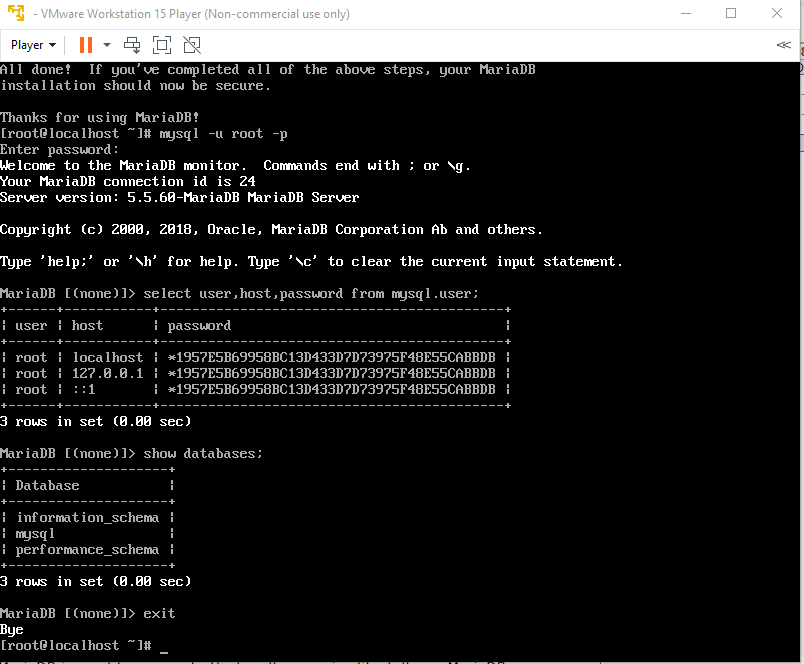 - VMware Workstation 15 Player (Non-commercial use only)
Player
All done!  If you've completed all of the above steps, your MariaDB
installation should now be secure.
Thanks for using MariaDB!
[root@localhost ~]# mysql -u root -p
Enter password:
Welcome to the MariaDB monitor.  Commands end with ; or \g.
Your MariaDB connection id is 24
Server version: 5.5.60-MariaDB MariaDB Server
Copyright (c) 2000, 2018, Oracle, MariaDB Corporation Ab and others.
Type 'help;' or '\h' for help. Type '\c' to clear the current input statement.
MariaDB [(none)]> select user,host,password from mysql.user;
+------+-----------+-------------------------------------------+
| user | host      | password                                  |
+------+-----------+-------------------------------------------+
| root | localhost | *1957E5B69958BC13D433D7D73975F48E55CABBDB |
| root | 127.0.0.1 | *1957E5B69958BC13D433D7D73975F48E55CABBDB |
| root | ::1       | *1957E5B69958BC13D433D7D73975F48E55CABBDB |
+------+-----------+-------------------------------------------+
3 rows in set (0.00 sec)
MariaDB [(none)]> show databases;
+--------------------+
| Database           |
+--------------------+
| information_schema |
| mysql              |
| performance_schema |
+--------------------+
3 rows in set (0.00 sec)
MariaDB [(none)]> exit
Bye
[root@localhost ~]# _